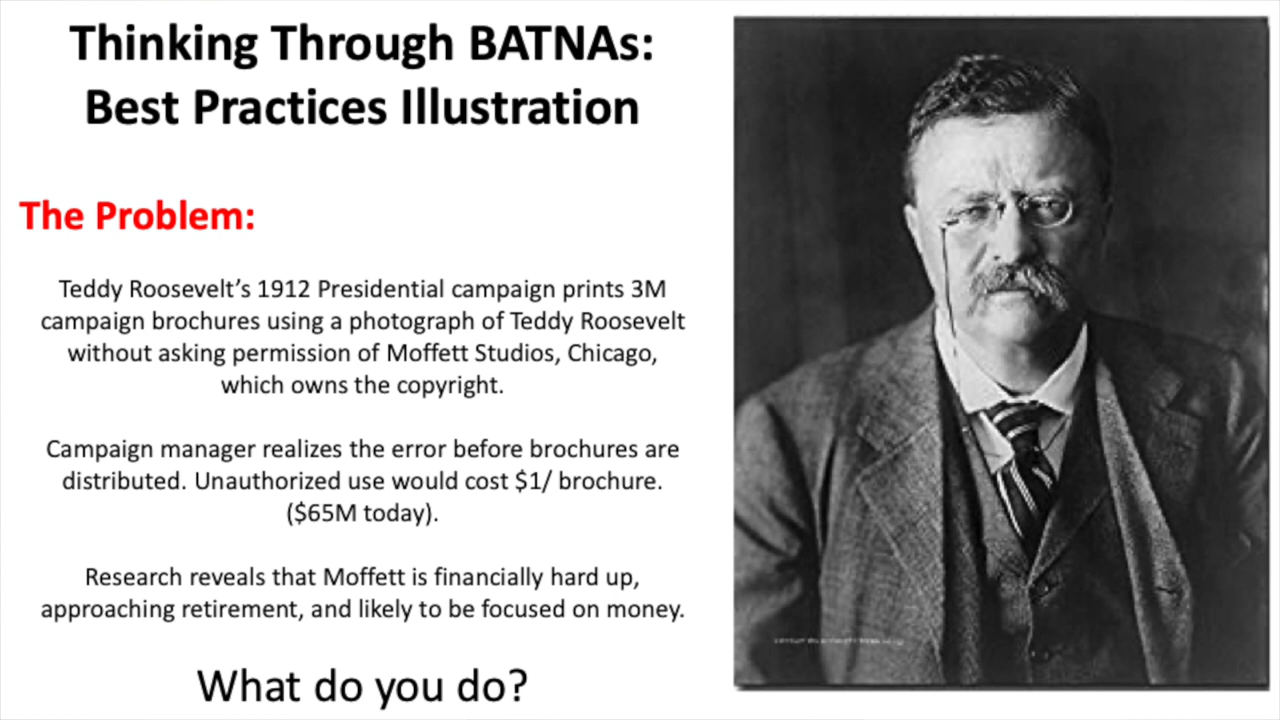 Thinking Through BATNAs:
Best Practices Illustration
The Problem:
Teddy Roosevelt’s 1912 Presidential campaign prints 3M
campaign brochures using a photograph of Teddy Roosevelt
without asking permission of Moffett Studios, Chicago,
which owns the copyright.
Campaign manager realizes the error before brochures are
distributed. Unauthorized use would cost $1/ brochure.
($65M today).
Research reveals that Moffett is financially hard up,
approaching retirement, and likely to be focused on money.
What do you do?